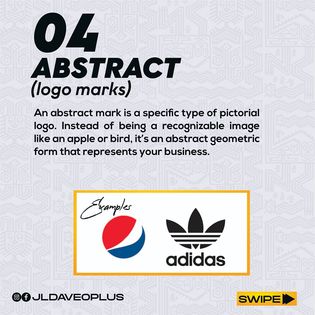 04
ABSTRACT
(logo marks)
An abstract mark is a specific type of pictorial
logo. Instead of being a recognizable image
like an apple or bird, it's an abstract geometric
form that represents your business.
Examples
adidas
JLDAVEOPLUS
SWIPE